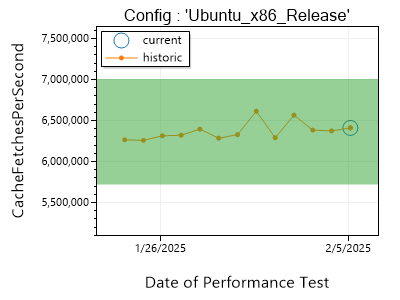 Config : 'Ubuntu_x86_Release'
CacheFetchesPerSecond
7,500,000
7,000,000
6,500,000
6,000,000
5,500,000
current
historic
1/26/2025
2/5/2025
Date of Performance Test